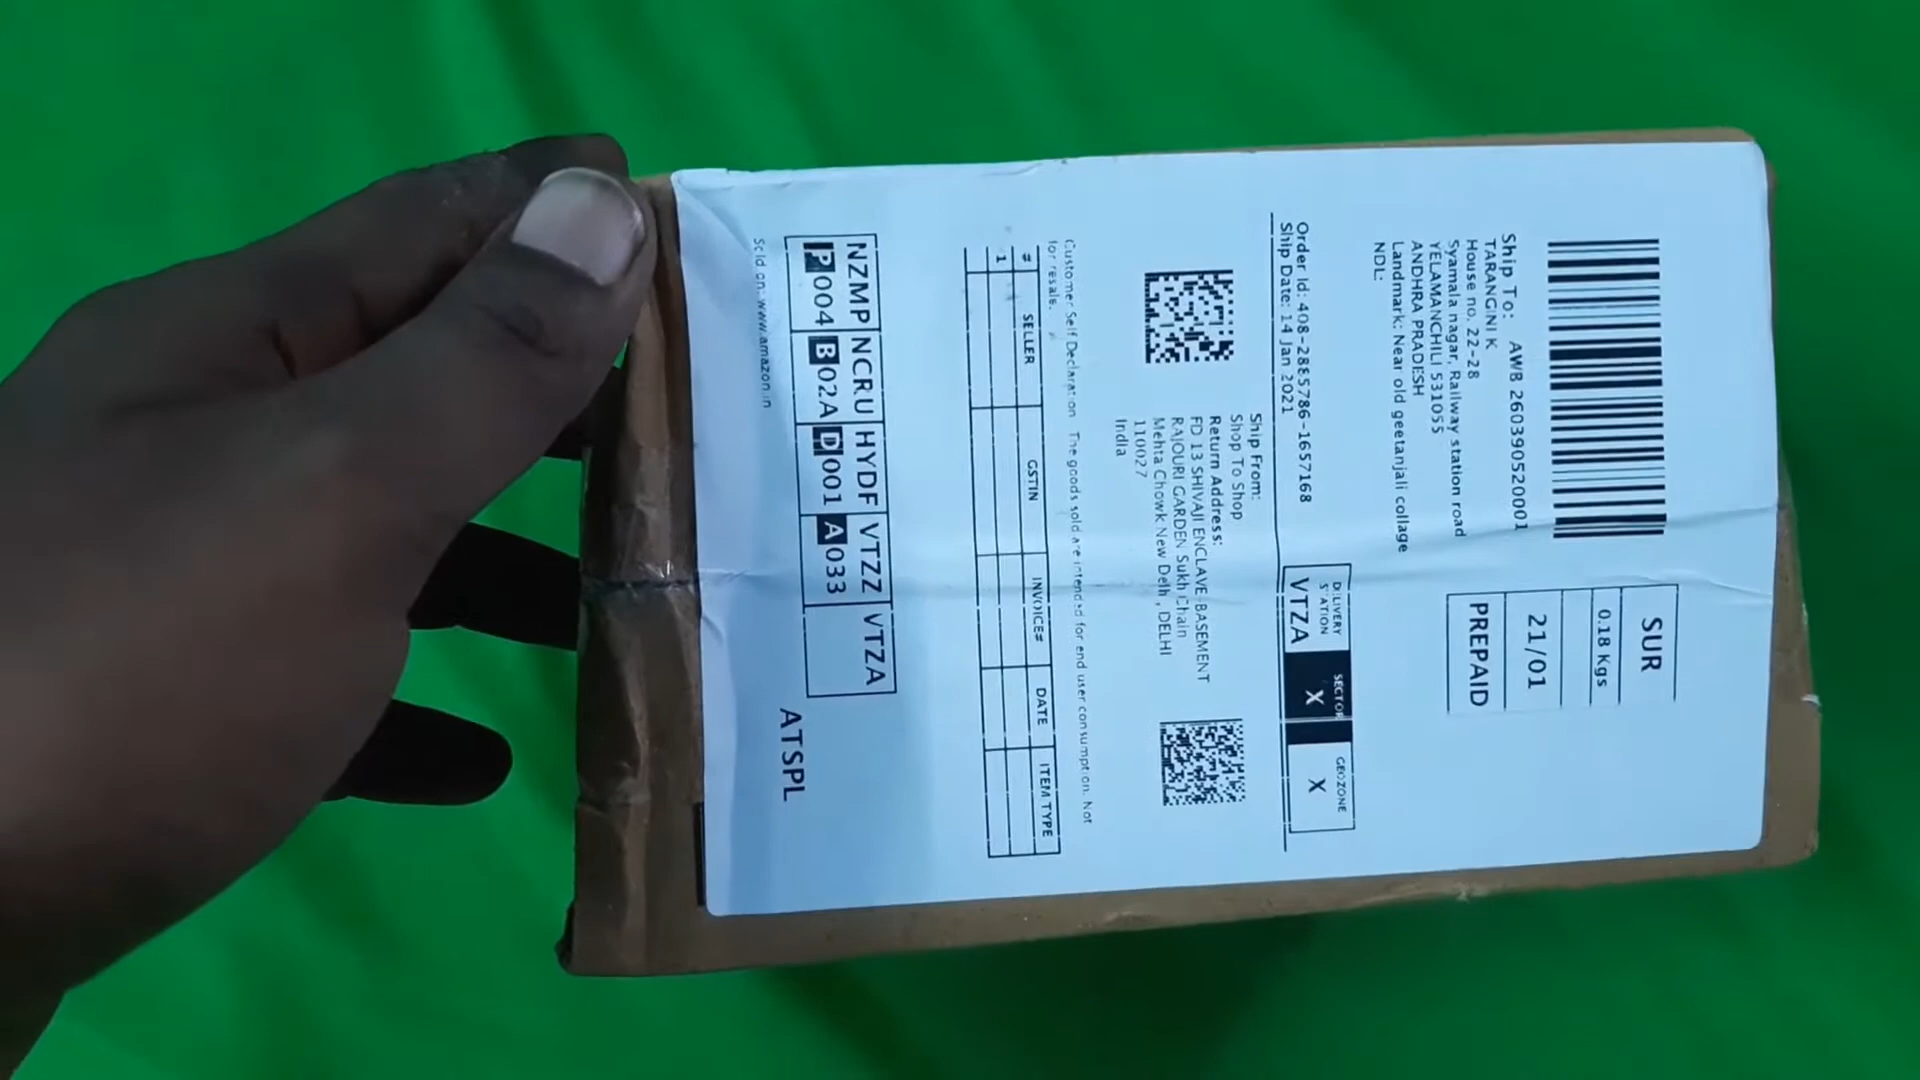 SUR
0.18 Kgs
21/01
PREPAID
Ship To: AWB 260390520001
TARANGINI K
House no. 22-28
Syamala nagar, Railway station road
YELAMANCHILI 531055
ANDHRA PRADESH
Landmark: Near old geetanjali collage
NDL:
Order Id: 408-2885786-1657168
Ship Date: 14 Jan 2021
DELIVERY STATION
VTZA
SECTOR
X
GEOZONE
X
Ship From:
Shop To Shop
Return Address:
FD 13 SHIVAJI ENCLAVE BASEMENT
RAJOURI GARDEN Sukh Chain
Mehta Chowk New Delhi, DELHI
110027
India
Customer Self Declaration. The goods sold are intended for end user consumption. Not
for resale.
# SELLER GSTIN INVOICE# DATE ITEM TYPE
1
NZMP NCRU HYDF VTZZ VTZA
P004 B02A D001 A033
ATSPL
Sold on: www.amazon.in